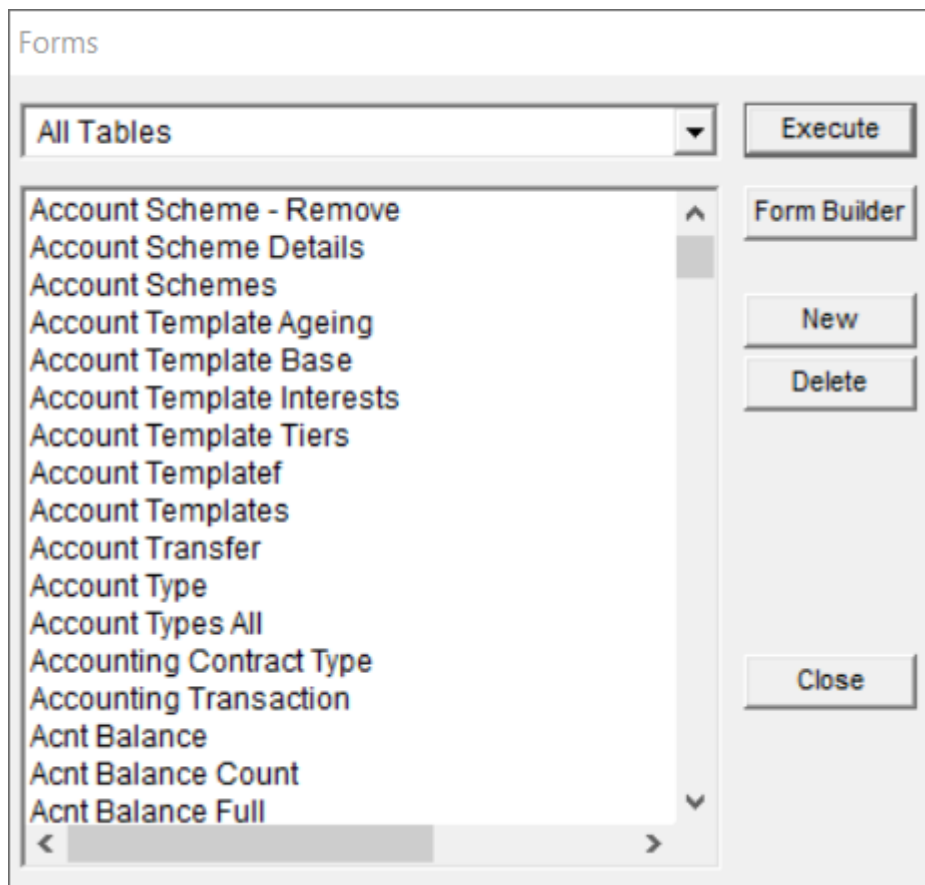 Forms
All Tables
Execute
Form Builder
New
Delete
Close
Account Scheme - Remove
Account Scheme Details
Account Schemes
Account Template Ageing
Account Template Base
Account Template Interests
Account Template Tiers
Account Templatef
Account Templates
Account Transfer
Account Type
Account Types All
Accounting Contract Type
Accounting Transaction
Acnt Balance
Acnt Balance Count
Acnt Balance Full